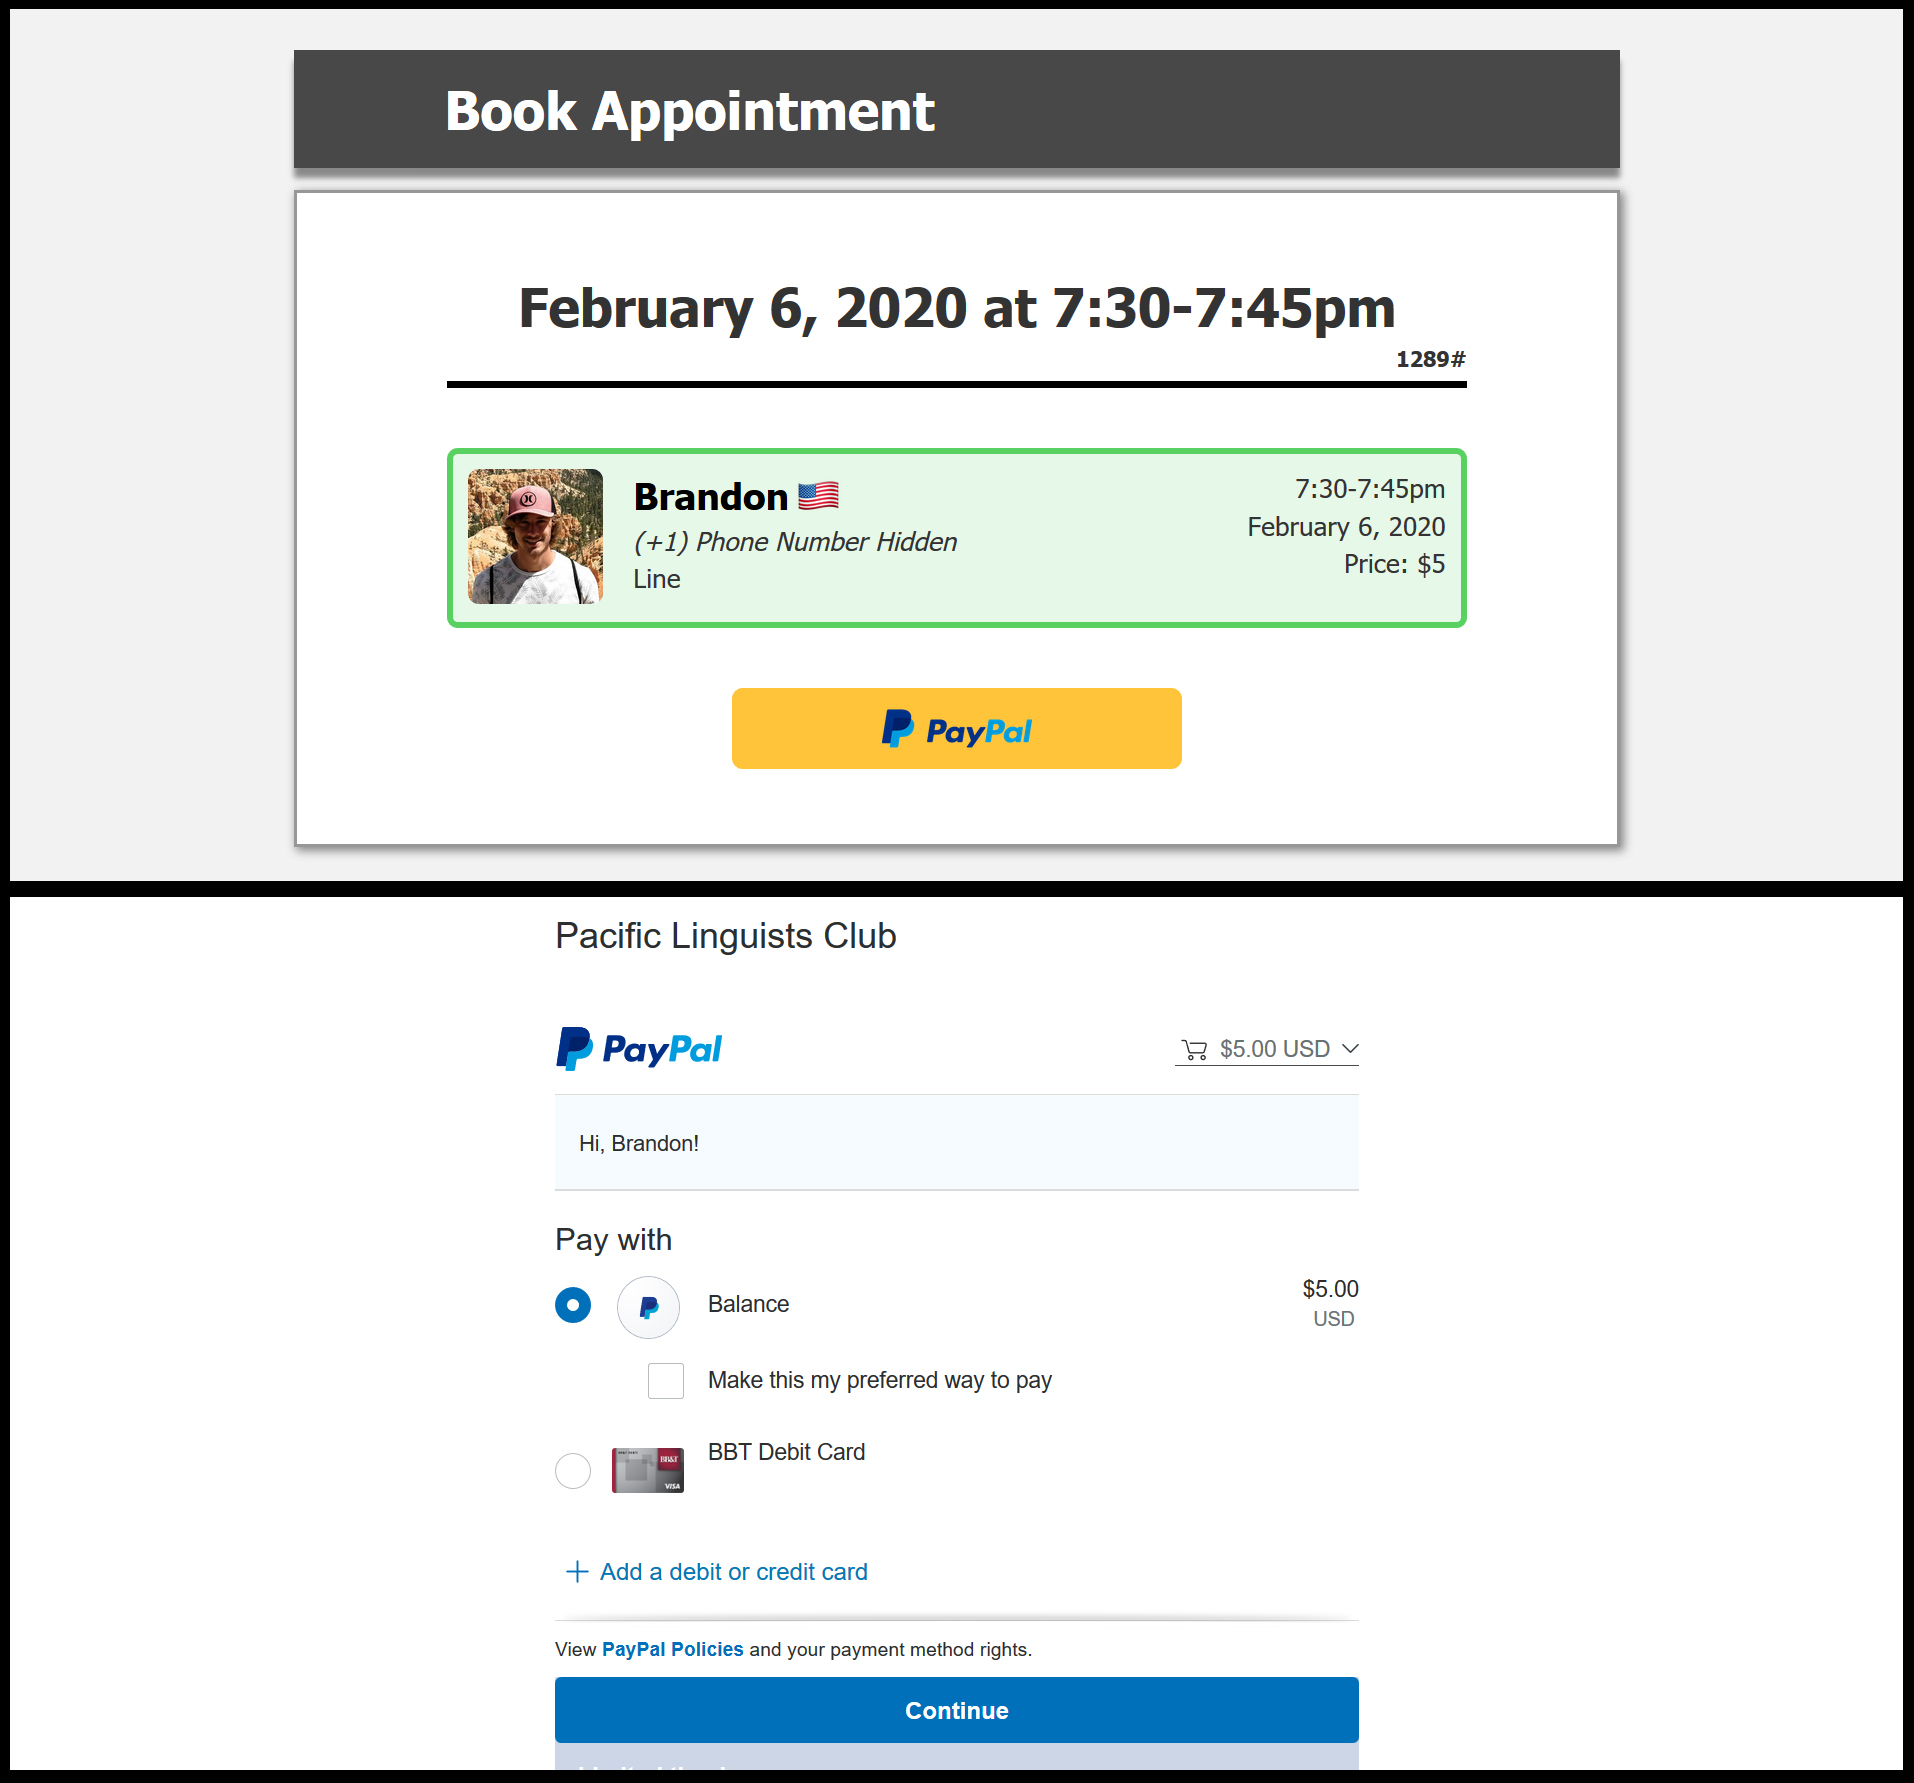 Book Appointment
February 6, 2020 at 7:30-7:45pm
1289#
Brandon
(+1) Phone Number Hidden
Line
7:30-7:45pm
February 6, 2020
Price: $5
PayPal
Pacific Linguists Club
PayPal
$5.00 USD
Hi, Brandon!
Pay with
Balance
$5.00
USD
Make this my preferred way to pay
BB&T
VISA
BBT Debit Card
Add a debit or credit card
View PayPal Policies and your payment method rights.
Continue